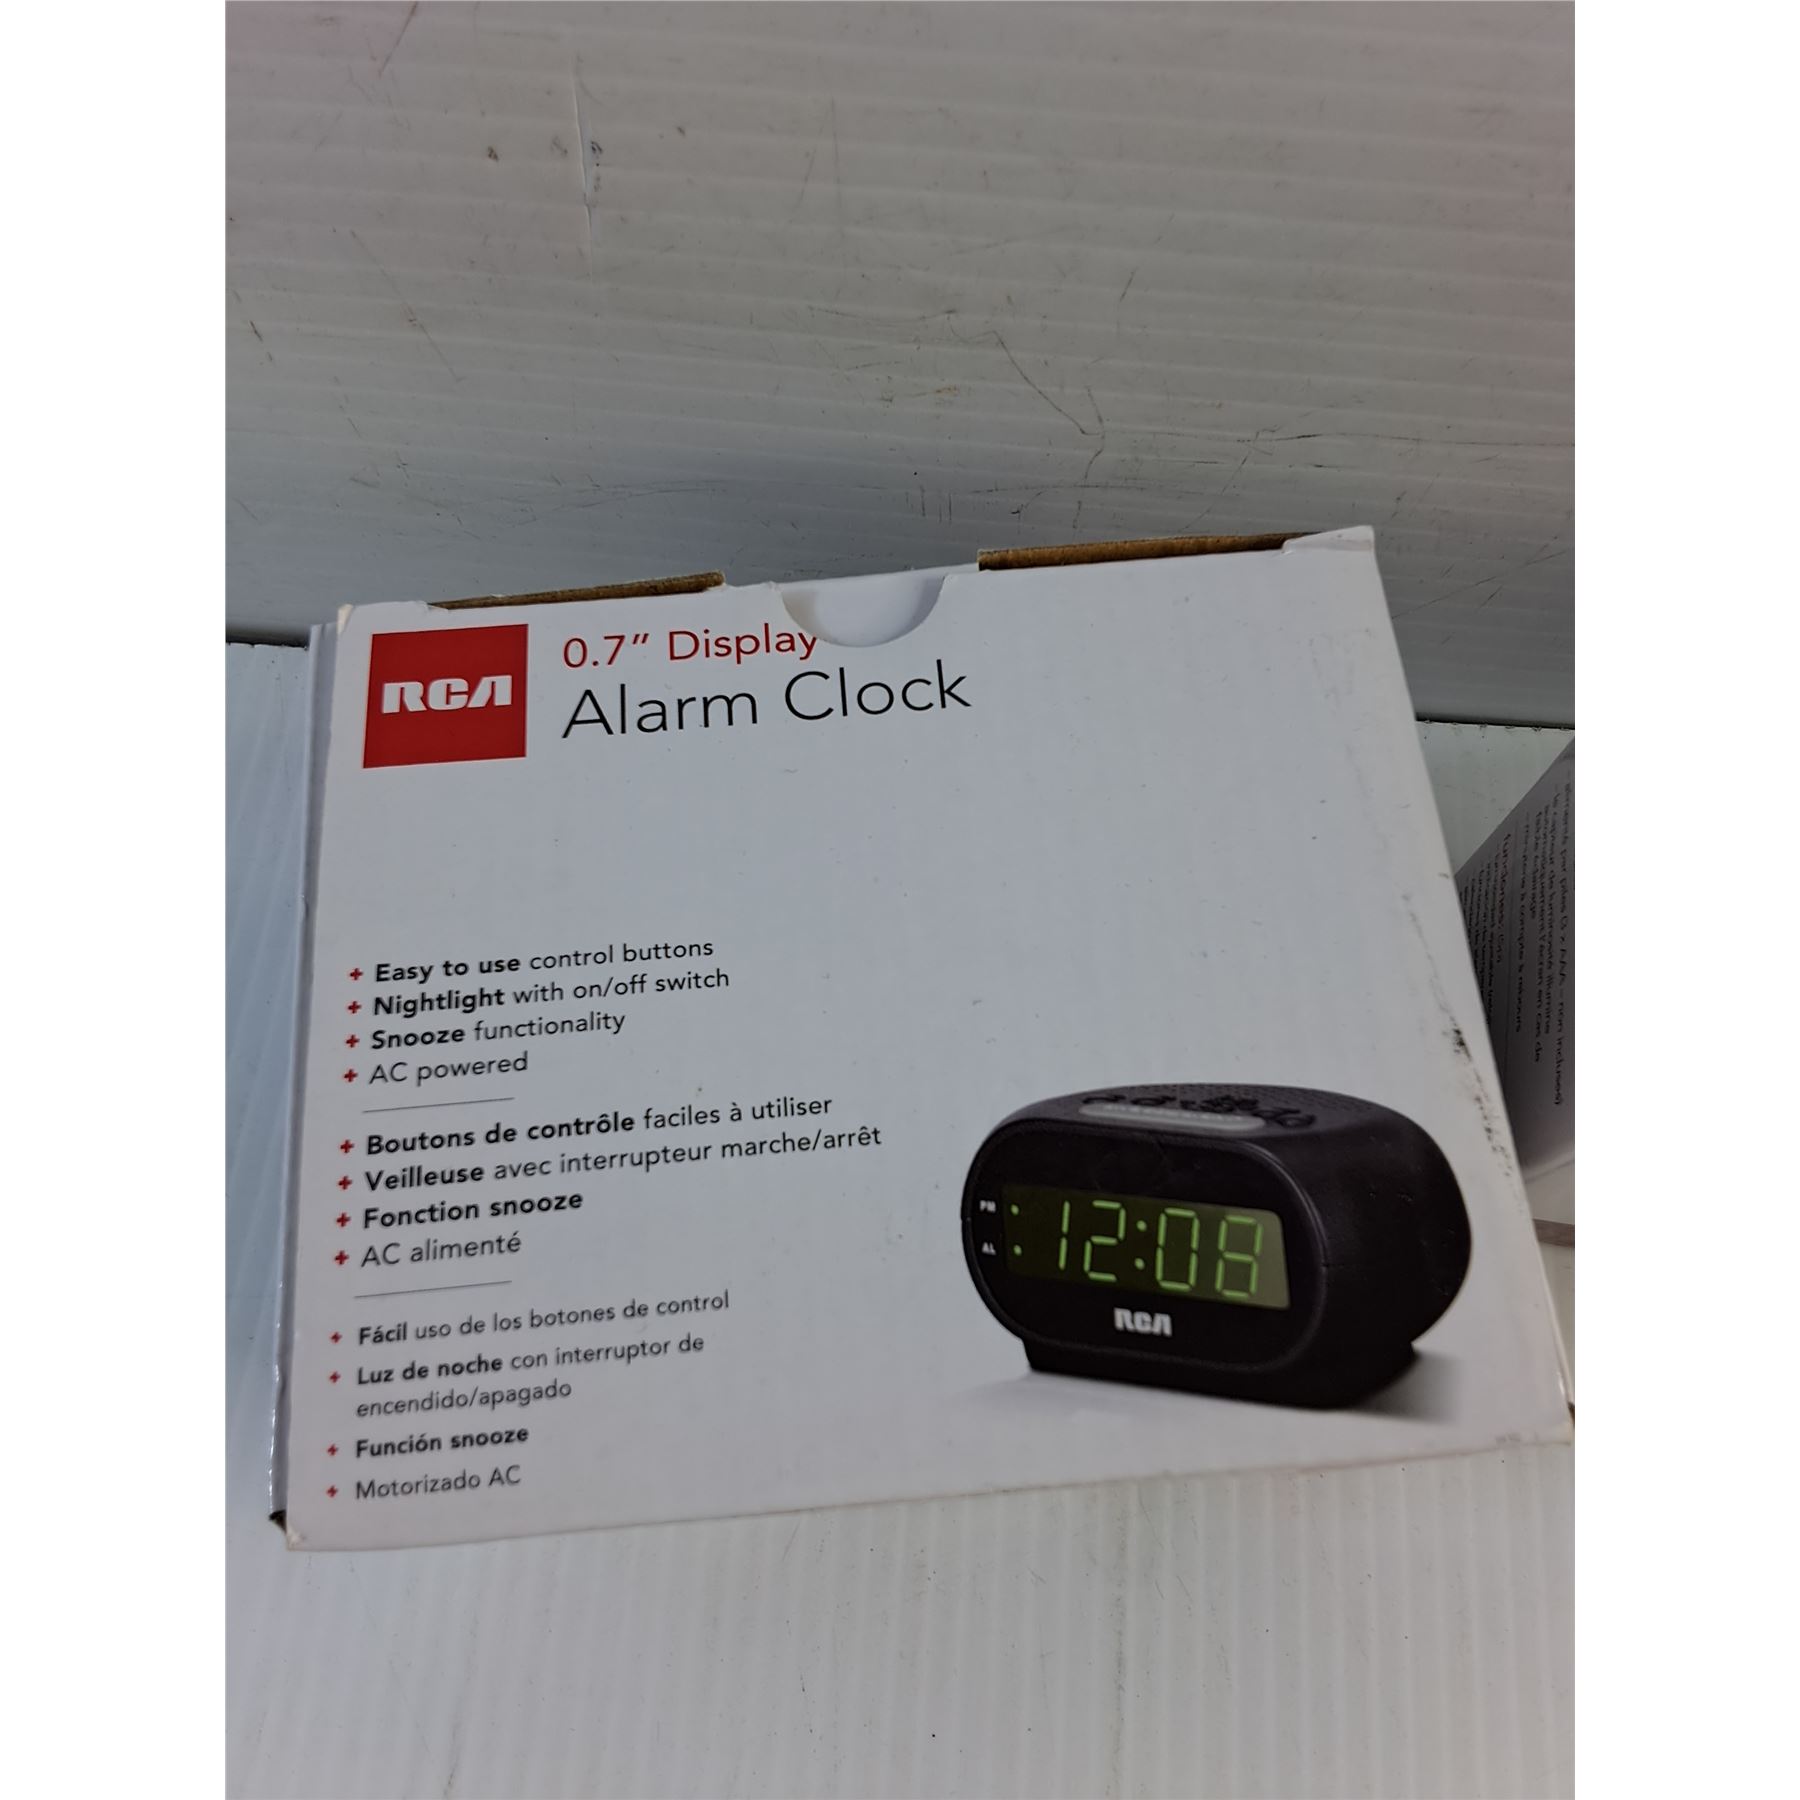 RCA
0.7" Display
Alarm Clock
+ Easy to use control buttons
+ Nightlight with on/off switch
+ Snooze functionality
+ AC powered
+ Boutons de contrôle faciles à utiliser
+ Veilleuse avec interrupteur marche/arrêt
+ Fonction snooze
+ AC alimenté
+ Fácil uso de los botones de control
+ Luz de noche con interruptor de
encendido/apagado
+ Función snooze
+ Motorizado AC
PM
AL
12:08
RCA